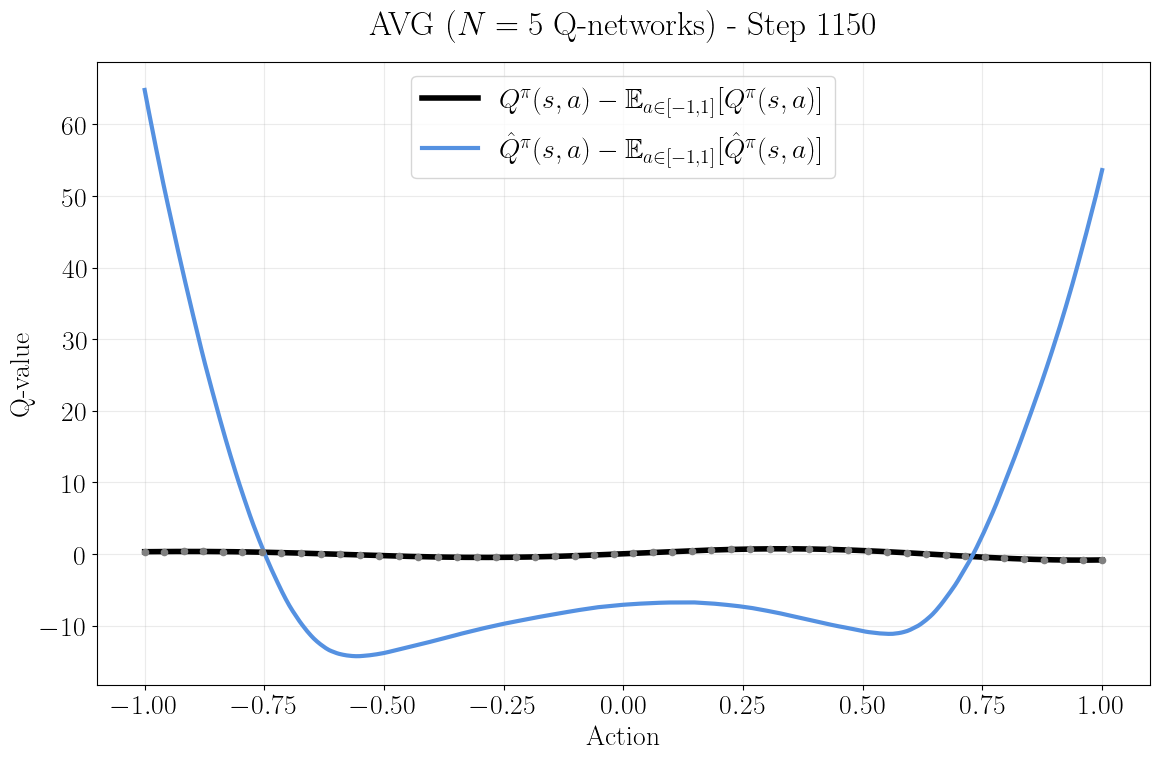 AVG (N = 5 Q-networks) - Step 1150
Q^π(s, a) − 𝔼_{a∈[−1,1]}[Q^π(s, a)]
Q̂^π(s, a) − 𝔼_{a∈[−1,1]}[Q̂^π(s, a)]
Q-value
60
50
40
30
20
10
0
−10
−1.00 −0.75 −0.50 −0.25 0.00 0.25 0.50 0.75 1.00
Action